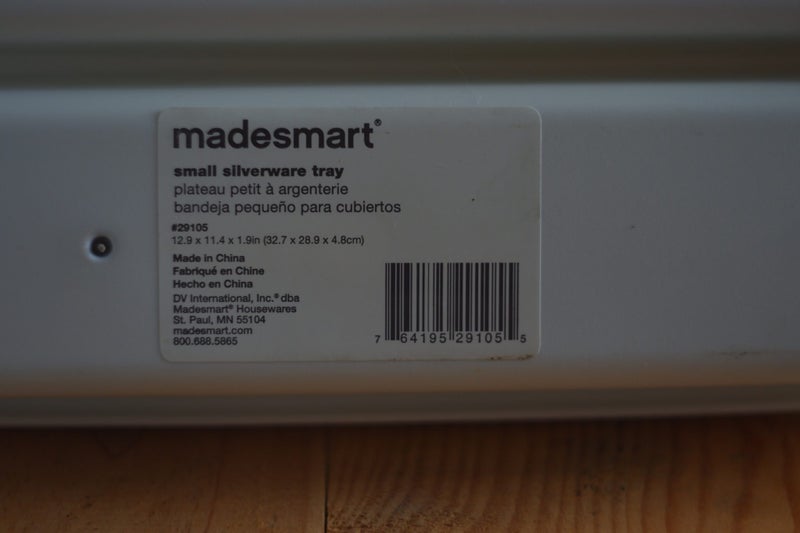 madesmart®
small silverware tray
plateau petit à argenterie
bandeja pequeño para cubiertos
#29105
12.9 x 11.4 x 1.9in (32.7 x 28.9 x 4.8cm)
Made in China
Fabriqué en Chine
Hecho en China
DV International, Inc.® dba
Madesmart® Housewares
St. Paul, MN 55104
madesmart.com
800.688.5865
7 64195 29105 5